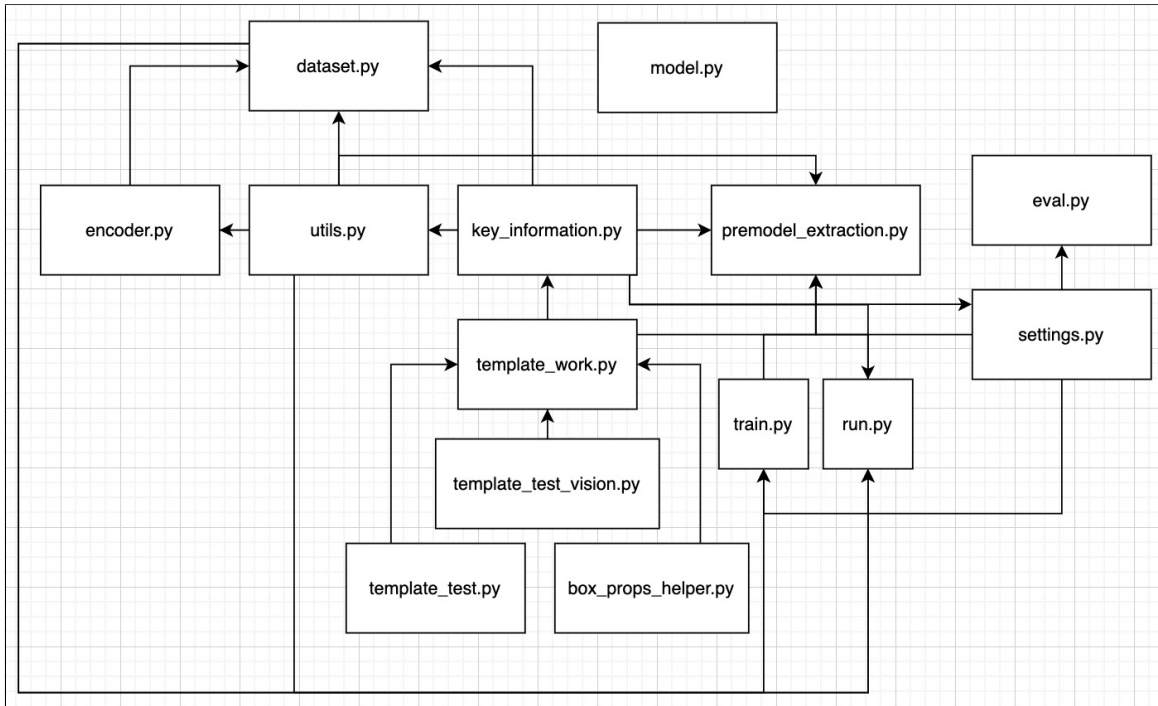 dataset.py
model.py
encoder.py
utils.py
key_information.py
premodel_extraction.py
eval.py
settings.py
template_work.py
train.py
run.py
template_test_vision.py
template_test.py
box_props_helper.py